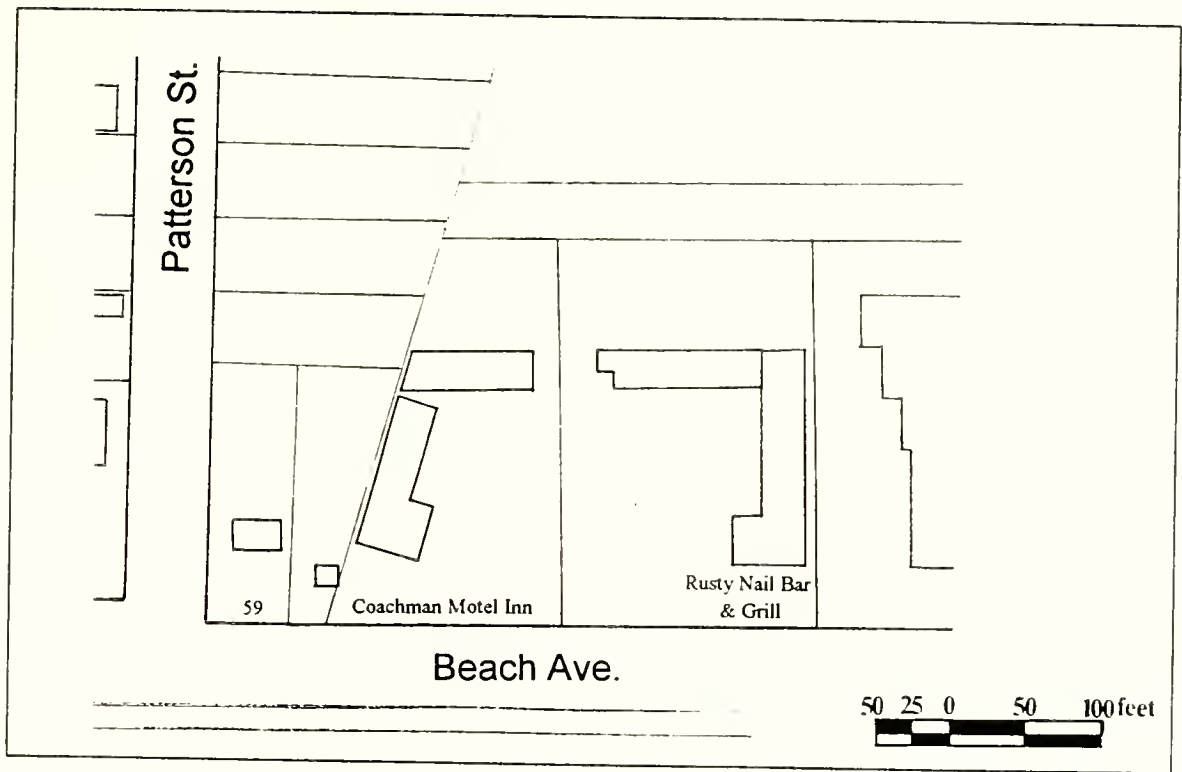 Patterson St.
59
Coachman Motel Inn
Rusty Nail Bar
& Grill
Beach Ave.
50 25 0 50 100 feet